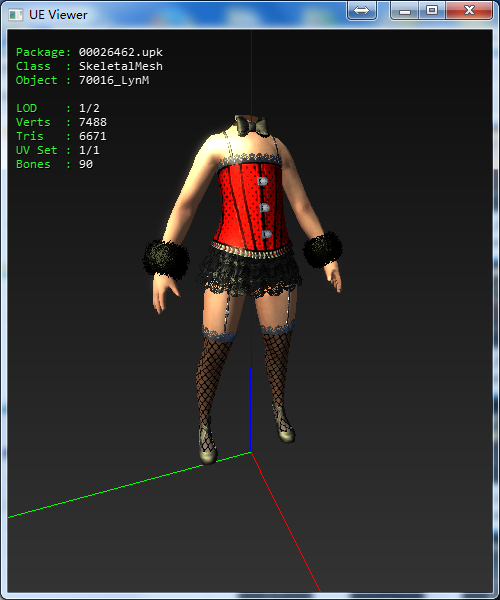 UE Viewer
Package: 00026462.upk
Class : SkeletalMesh
Object : 70016_LynM
LOD : 1/2
Verts : 7488
Tris : 6671
UV Set : 1/1
Bones : 90